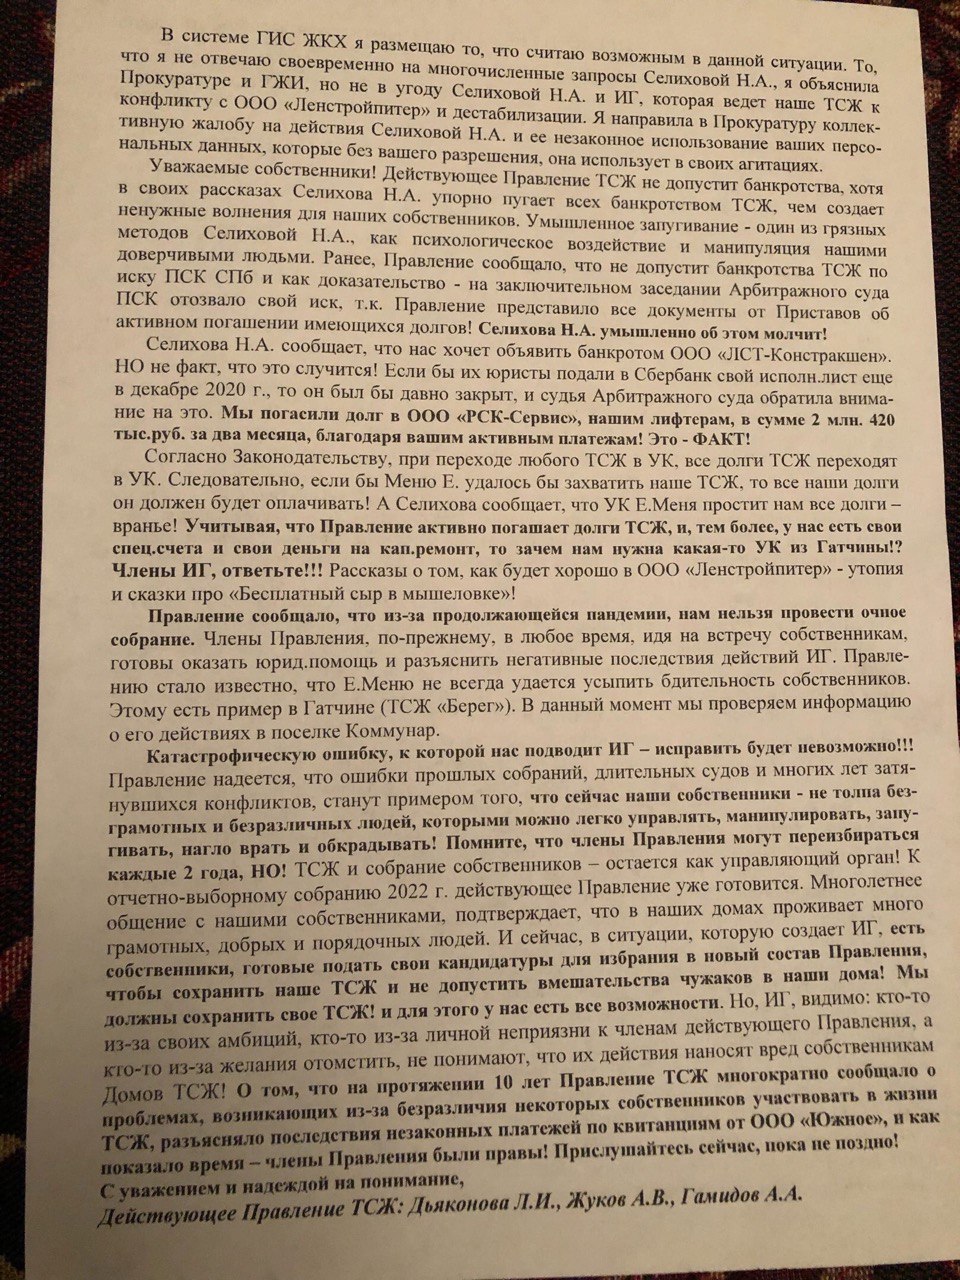 В системе ГИС ЖКХ я размещаю то, что считаю возможным в данной ситуации. То,
что я не отвечаю своевременно на многочисленные запросы Селиховой Н.А., я объяснила
Прокуратуре и ГЖИ, но не в угоду Селиховой Н.А. и ИГ, которая ведет наше ТСЖ к
конфликту с ООО «Ленстройпитер» и дестабилизации. Я направила в Прокуратуру коллек-
тивную жалобу на действия Селиховой Н.А. и ее незаконное использование ваших персо-
нальных данных, которые без вашего разрешения, она использует в своих агитациях.
Уважаемые собственники! Действующее Правление ТСЖ не допустит банкротства, хотя
в своих рассказах Селихова Н.А. упорно пугает всех банкротством ТСЖ, чем создает
ненужные волнения для наших собственников. Умышленное запугивание - один из грязных
методов Селиховой Н.А., как психологическое воздействие и манипуляция нашими
доверчивыми людьми. Ранее, Правление сообщало, что не допустит банкротства ТСЖ по
иску ПСК СПб и как доказательство - на заключительном заседании Арбитражного суда
ПСК отозвало свой иск, т.к. Правление представило все документы от Приставов об
активном погашении имеющихся долгов! Селихова Н.А. умышленно об этом молчит!
Селихова Н.А. сообщает, что нас хочет объявить банкротом ООО «ЛСТ-Констракшен».
НО не факт, что это случится! Если бы их юристы подали в Сбербанк свой исполн.лист еще
в декабре 2020 г., то он был бы давно закрыт, и судья Арбитражного суда обратила внима-
ние на это. Мы погасили долг в ООО «РСК-Сервис», нашим лифтерам, в сумме 2 млн. 420
тыс.руб. за два месяца, благодаря вашим активным платежам! Это - ФАКТ!
Согласно Законодательству, при переходе любого ТСЖ в УК, все долги ТСЖ переходят
в УК. Следовательно, если бы Меню Е. удалось бы захватить наше ТСЖ, то все наши долги
он должен будет оплачивать! А Селихова сообщает, что УК Е.Меня простит нам все долги –
вранье! Учитывая, что Правление активно погашает долги ТСЖ, и, тем более, у нас есть свои
спец.счета и свои деньги на кап.ремонт, то зачем нам нужна какая-то УК из Гатчины!?
Члены ИГ, ответьте!!! Рассказы о том, как будет хорошо в ООО «Ленстройпитер» - утопия
и сказки про «Бесплатный сыр в мышеловке»!
Правление сообщало, что из-за продолжающейся пандемии, нам нельзя провести очное
собрание. Члены Правления, по-прежнему, в любое время, идя на встречу собственникам,
готовы оказать юрид.помощь и разъяснить негативные последствия действий ИГ. Правле-
нию стало известно, что Е.Меню не всегда удается усыпить бдительность собственников.
Этому есть пример в Гатчине (ТСЖ «Берег»). В данный момент мы проверяем информацию
о его действиях в поселке Коммунар.
Катастрофическую ошибку, к которой нас подводит ИГ – исправить будет невозможно!!!
Правление надеется, что ошибки прошлых собраний, длительных судов и многих лет затя-
нувшихся конфликтов, станут примером того, что сейчас наши собственники - не толпа без-
грамотных и безразличных людей, которыми можно легко управлять, манипулировать, запу-
гивать, нагло врать и обкрадывать! Помните, что члены Правления могут переизбираться
каждые 2 года, НО! ТСЖ и собрание собственников – остается как управляющий орган! К
отчетно-выборному собранию 2022 г. действующее Правление уже готовится. Многолетнее
общение с нашими собственниками, подтверждает, что в наших домах проживает много
грамотных, добрых и порядочных людей. И сейчас, в ситуации, которую создает ИГ, есть
собственники, готовые подать свои кандидатуры для избрания в новый состав Правления,
чтобы сохранить наше ТСЖ и не допустить вмешательства чужаков в наши дома! Мы
должны сохранить свое ТСЖ! и для этого у нас есть все возможности. Но, ИГ, видимо: кто-то
из-за своих амбиций, кто-то из-за личной неприязни к членам действующего Правления, а
кто-то из-за желания отомстить, не понимают, что их действия наносят вред собственникам
Домов ТСЖ! О том, что на протяжении 10 лет Правление ТСЖ многократно сообщало о
проблемах, возникающих из-за безразличия некоторых собственников участвовать в жизни
ТСЖ, разъясняло последствия незаконных платежей по квитанциям от ООО «Южное», и как
показало время – члены Правления были правы! Прислушайтесь сейчас, пока не поздно!
С уважением и надеждой на понимание,
Действующее Правление ТСЖ: Дьяконова Л.И., Жуков А.В., Гамидов А.А.